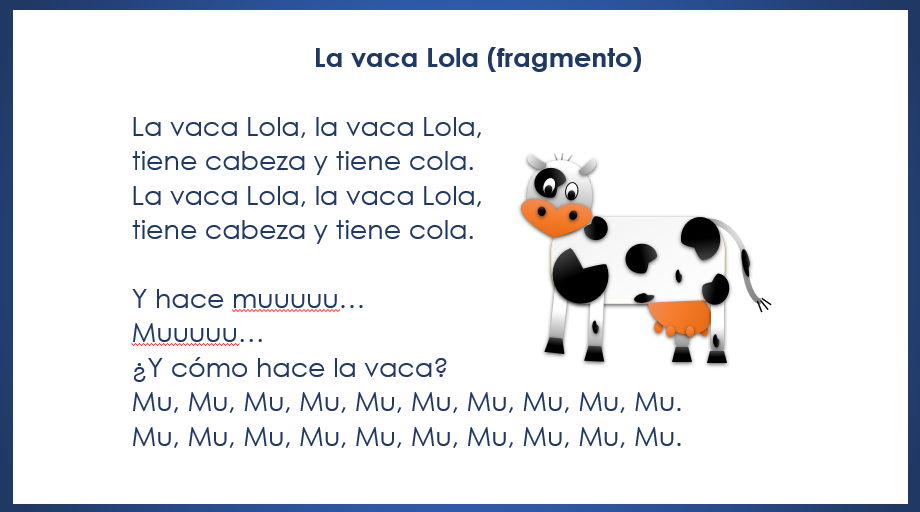 La vaca Lola (fragmento)
La vaca Lola, la vaca Lola,
tiene cabeza y tiene cola.
La vaca Lola, la vaca Lola,
tiene cabeza y tiene cola.
Y hace muuuuu…
Muuuuu…
¿Y cómo hace la vaca?
Mu, Mu, Mu, Mu, Mu, Mu, Mu, Mu, Mu, Mu.
Mu, Mu, Mu, Mu, Mu, Mu, Mu, Mu, Mu, Mu.